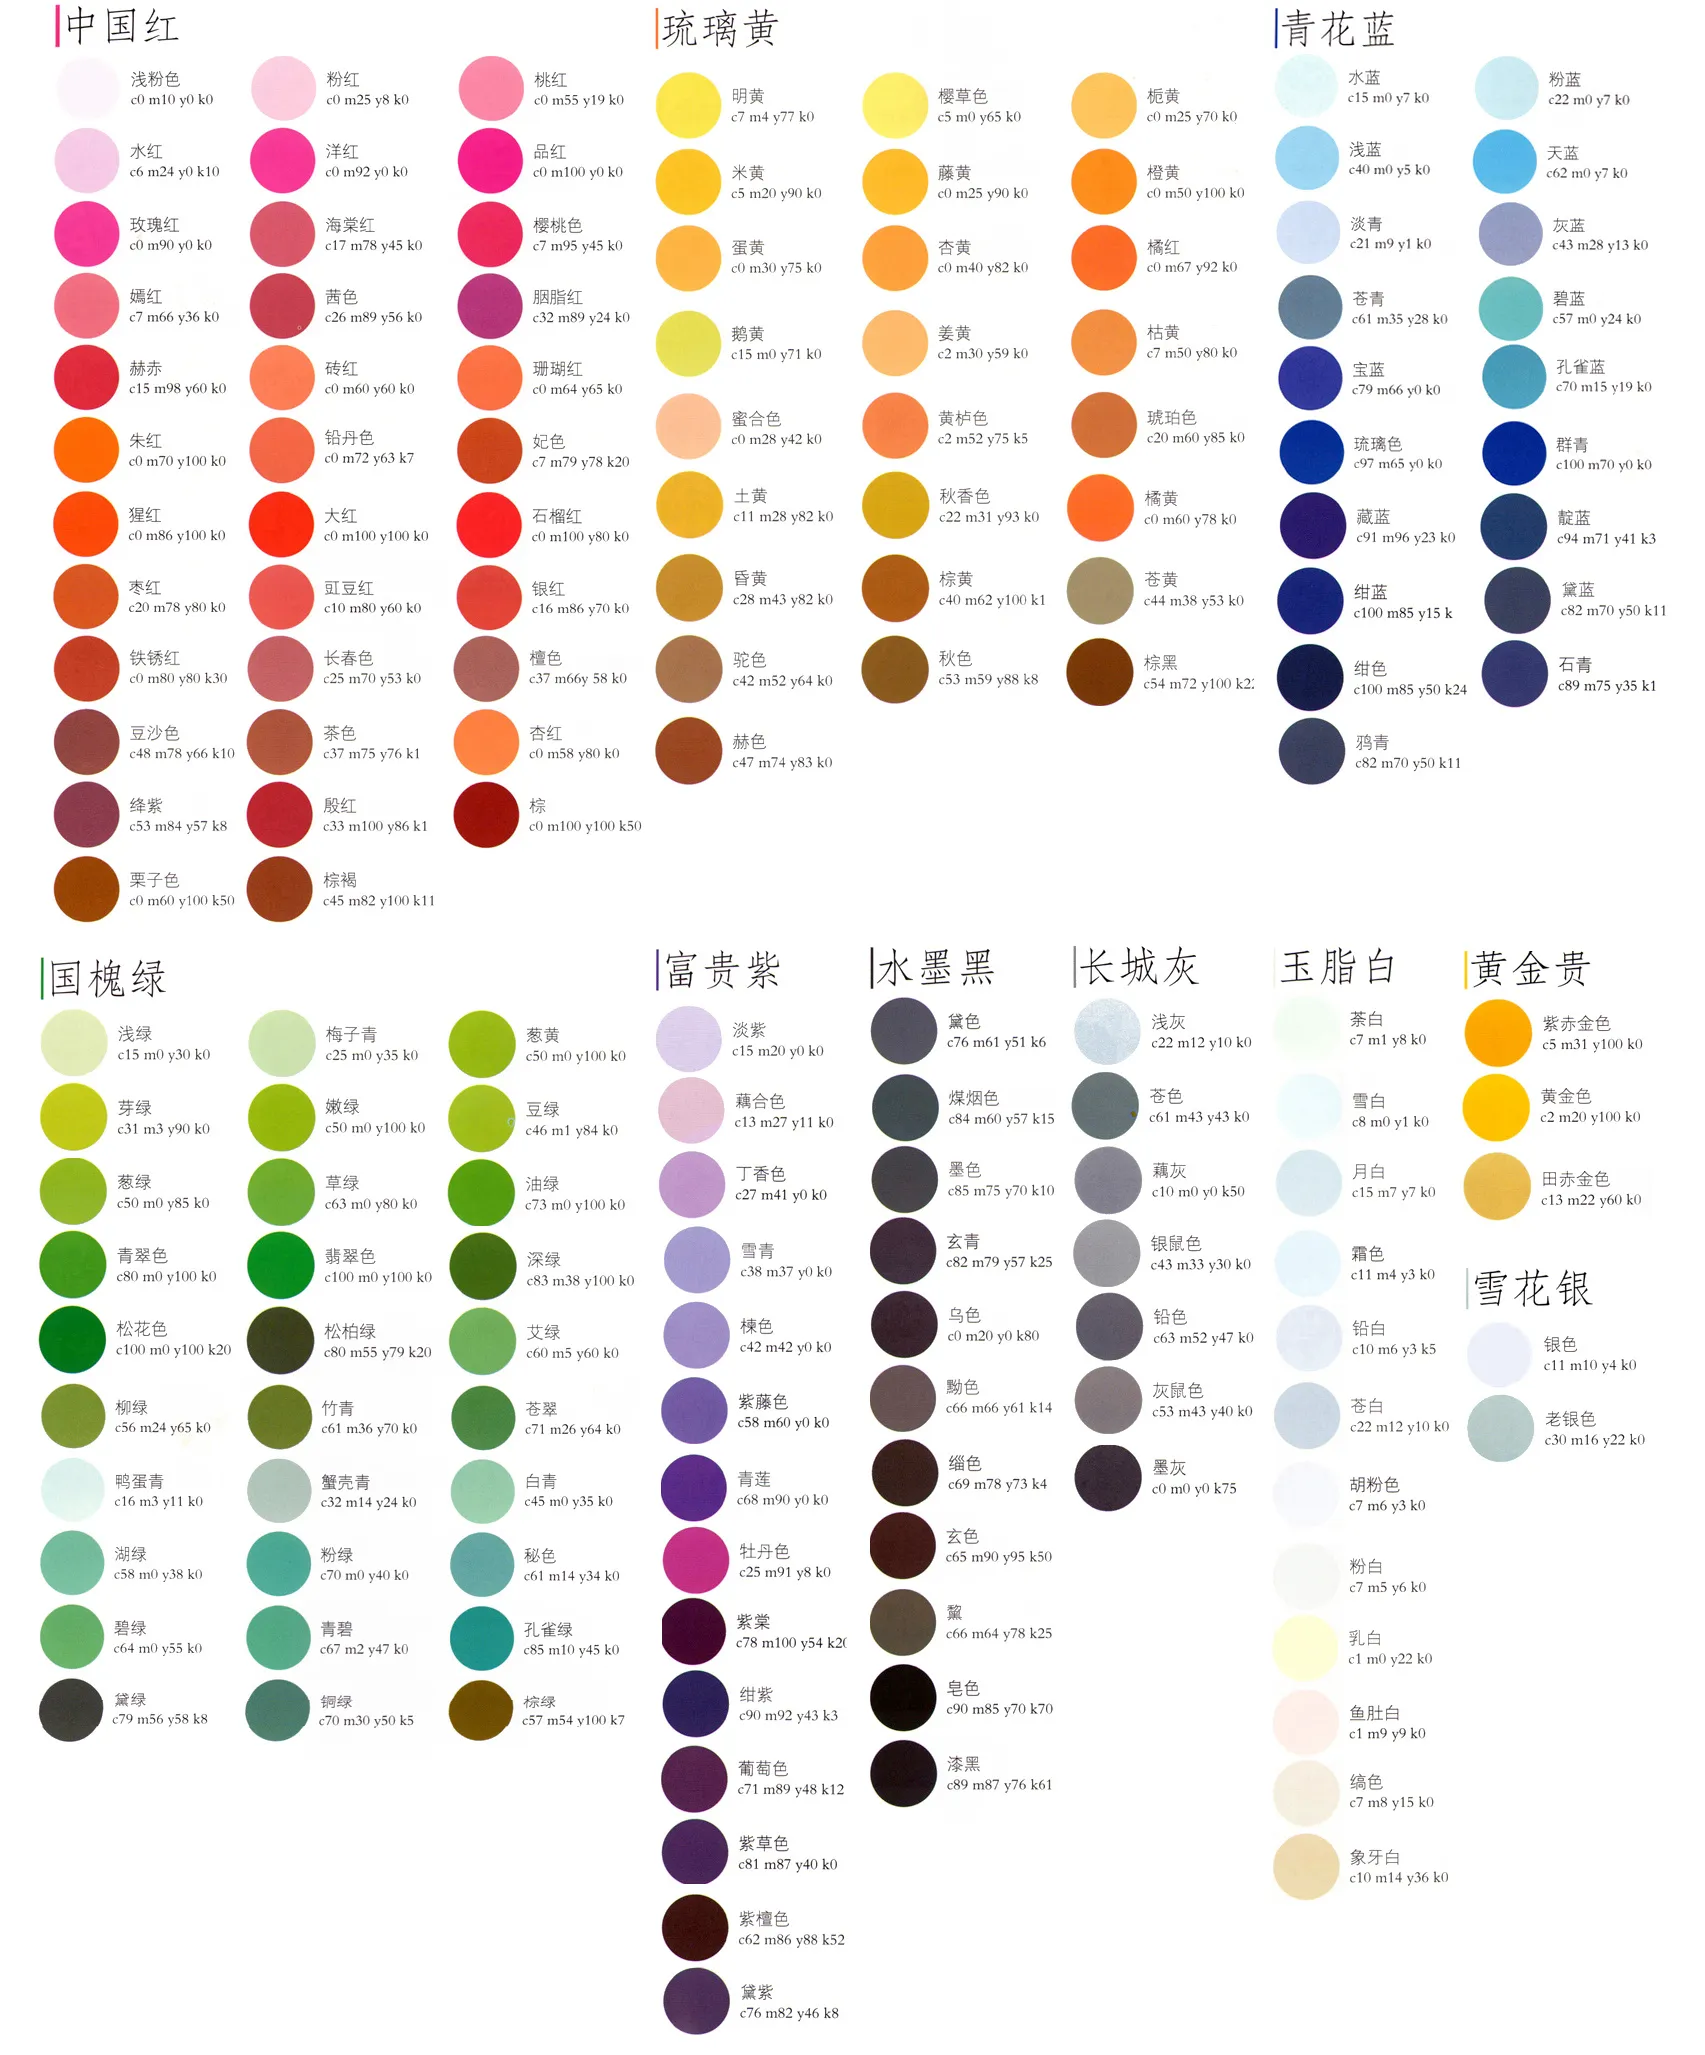 中国红
浅粉色
c0 m10 y0 k0
粉红
c0 m25 y8 k0
桃红
c0 m55 y19 k0
水红
c6 m24 y0 k10
洋红
c0 m92 y0 k0
品红
c0 m100 y0 k0
玫瑰红
c0 m90 y0 k0
海棠红
c17 m78 y45 k0
樱桃色
c7 m95 y45 k0
嫣红
c7 m66 y36 k0
茜色
c26 m89 y56 k0
胭脂红
c32 m89 y24 k0
赫赤
c15 m98 y60 k0
砖红
c0 m60 y60 k0
珊瑚红
c0 m64 y65 k0
朱红
c0 m70 y100 k0
铅丹色
c0 m72 y63 k7
妃色
c7 m79 y78 k20
猩红
c0 m86 y100 k0
大红
c0 m100 y100 k0
石榴红
c0 m100 y80 k0
枣红
c20 m78 y80 k0
豇豆红
c10 m80 y60 k0
银红
c16 m86 y70 k0
铁锈红
c0 m80 y80 k30
长春色
c25 m70 y53 k0
檀色
c37 m66y 58 k0
豆沙色
c48 m78 y66 k10
茶色
c37 m75 y76 k1
杏红
c0 m58 y80 k0
绛紫
c53 m84 y57 k8
殷红
c33 m100 y86 k1
棕
c0 m100 y100 k50
栗子色
c0 m60 y100 k50
棕褐
c45 m82 y100 k11
琉璃黄
明黄
c7 m4 y77 k0
樱草色
c5 m0 y65 k0
栀黄
c0 m25 y70 k0
米黄
c5 m20 y90 k0
藤黄
c0 m25 y90 k0
橙黄
c0 m50 y100 k0
蛋黄
c0 m30 y75 k0
杏黄
c0 m40 y82 k0
橘红
c0 m67 y92 k0
鹅黄
c15 m0 y71 k0
姜黄
c2 m30 y59 k0
枯黄
c7 m50 y80 k0
蜜合色
c0 m28 y42 k0
黄栌色
c2 m52 y75 k5
琥珀色
c20 m60 y85 k0
土黄
c11 m28 y82 k0
秋香色
c22 m31 y93 k0
橘黄
c0 m60 y78 k0
昏黄
c28 m43 y82 k0
棕黄
c40 m62 y100 k1
苍黄
c44 m38 y53 k0
驼色
c42 m52 y64 k0
秋色
c53 m59 y88 k8
棕黑
c54 m72 y100 k22
赫色
c47 m74 y83 k0
青花蓝
水蓝
c15 m0 y7 k0
粉蓝
c22 m0 y7 k0
浅蓝
c40 m0 y5 k0
天蓝
c62 m0 y7 k0
淡青
c21 m9 y1 k0
灰蓝
c43 m28 y13 k0
苍青
c61 m35 y28 k0
碧蓝
c57 m0 y24 k0
宝蓝
c79 m66 y0 k0
孔雀蓝
c70 m15 y19 k0
琉璃色
c97 m65 y0 k0
群青
c100 m70 y0 k0
藏蓝
c91 m96 y23 k0
靛蓝
c94 m71 y41 k3
绀蓝
c100 m85 y15 k
黛蓝
c82 m70 y50 k11
绀色
c100 m85 y50 k24
石青
c89 m75 y35 k1
鸦青
c82 m70 y50 k11
国槐绿
浅绿
c15 m0 y30 k0
梅子青
c25 m0 y35 k0
葱黄
c50 m0 y100 k0
芽绿
c31 m3 y90 k0
嫩绿
c50 m0 y100 k0
豆绿
c46 m1 y84 k0
葱绿
c50 m0 y85 k0
草绿
c63 m0 y80 k0
油绿
c73 m0 y100 k0
青翠色
c80 m0 y100 k0
翡翠色
c100 m0 y100 k0
深绿
c83 m38 y100 k0
松花色
c100 m0 y100 k20
松柏绿
c80 m55 y79 k20
艾绿
c60 m5 y60 k0
柳绿
c56 m24 y65 k0
竹青
c61 m36 y70 k0
苍翠
c71 m26 y64 k0
鸭蛋青
c16 m3 y11 k0
蟹壳青
c32 m14 y24 k0
白青
c45 m0 y35 k0
湖绿
c58 m0 y38 k0
粉绿
c70 m0 y40 k0
秘色
c61 m14 y34 k0
碧绿
c64 m0 y55 k0
青碧
c67 m2 y47 k0
孔雀绿
c85 m10 y45 k0
黛绿
c79 m56 y58 k8
铜绿
c70 m30 y50 k5
棕绿
c57 m54 y100 k7
富贵紫
淡紫
c15 m20 y0 k0
藕合色
c13 m27 y11 k0
丁香色
c27 m41 y0 k0
雪青
c38 m37 y0 k0
楝色
c42 m42 y0 k0
紫藤色
c58 m60 y0 k0
青莲
c68 m90 y0 k0
牡丹色
c25 m91 y8 k0
紫棠
c78 m100 y54 k20
绀紫
c90 m92 y43 k3
葡萄色
c71 m89 y48 k12
紫草色
c81 m87 y40 k0
紫檀色
c62 m86 y88 k52
黛紫
c76 m82 y46 k8
水墨黑
黛色
c76 m61 y51 k6
煤烟色
c84 m60 y57 k15
墨色
c85 m75 y70 k10
玄青
c82 m79 y57 k25
乌色
c0 m20 y0 k80
黝色
c66 m66 y61 k14
缁色
c69 m78 y73 k4
玄色
c65 m90 y95 k50
黧
c66 m64 y78 k25
皂色
c90 m85 y70 k70
漆黑
c89 m87 y76 k61
长城灰
浅灰
c22 m12 y10 k0
苍色
c61 m43 y43 k0
藕灰
c10 m0 y0 k50
银鼠色
c43 m33 y30 k0
铅色
c63 m52 y47 k0
灰鼠色
c53 m43 y40 k0
墨灰
c0 m0 y0 k75
玉脂白
茶白
c7 m1 y8 k0
雪白
c8 m0 y1 k0
月白
c15 m7 y7 k0
霜色
c11 m4 y3 k0
铅白
c10 m6 y3 k5
苍白
c22 m12 y10 k0
胡粉色
c7 m6 y3 k0
粉白
c7 m5 y6 k0
乳白
c1 m0 y22 k0
鱼肚白
c1 m9 y9 k0
缟色
c7 m8 y15 k0
象牙白
c10 m14 y36 k0
黄金贵
紫赤金色
c5 m31 y100 k0
黄金色
c2 m20 y100 k0
田赤金色
c13 m22 y60 k0
雪花银
银色
c11 m10 y4 k0
老银色
c30 m16 y22 k0